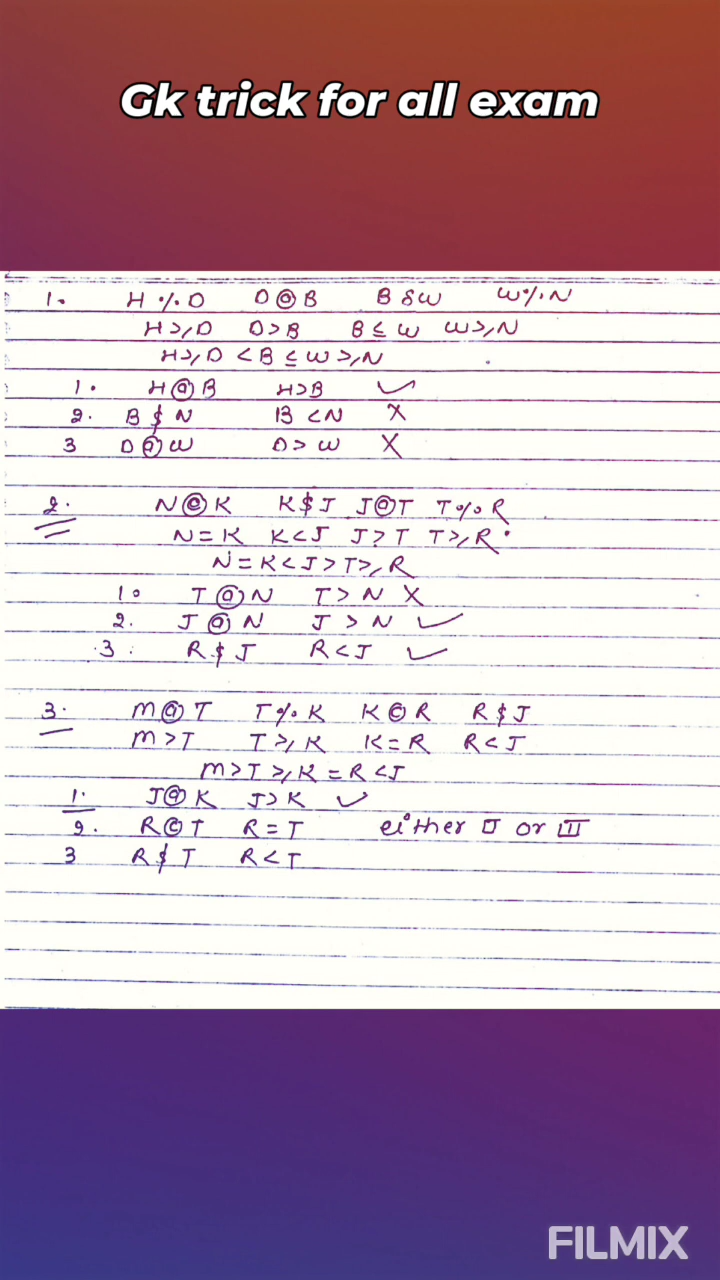 Gk trick for all exam
1. H % D D @ B B δ W W % N
H ≥ D D > B B ≤ W W ≥ N
H ≥ D < B ≤ W ≥ N
1. H @ B H > B ✓
2. B $ N B < N X
3 D @ W D > W X
2. N © K K $ J J @ T T % R
N = K K < J J > T T ≥ R
N = K < J > T ≥ R
1. T @ N T > N X
2. J @ N J > N ✓
3. R $ J R < J ✓
3. M @ T T % K K © R R $ J
M > T T ≥ K K = R R < J
M > T ≥ K = R < J
1. J @ K J > K ✓
2. R © T R = T either II or III
3 R $ T R < T
FILMIX